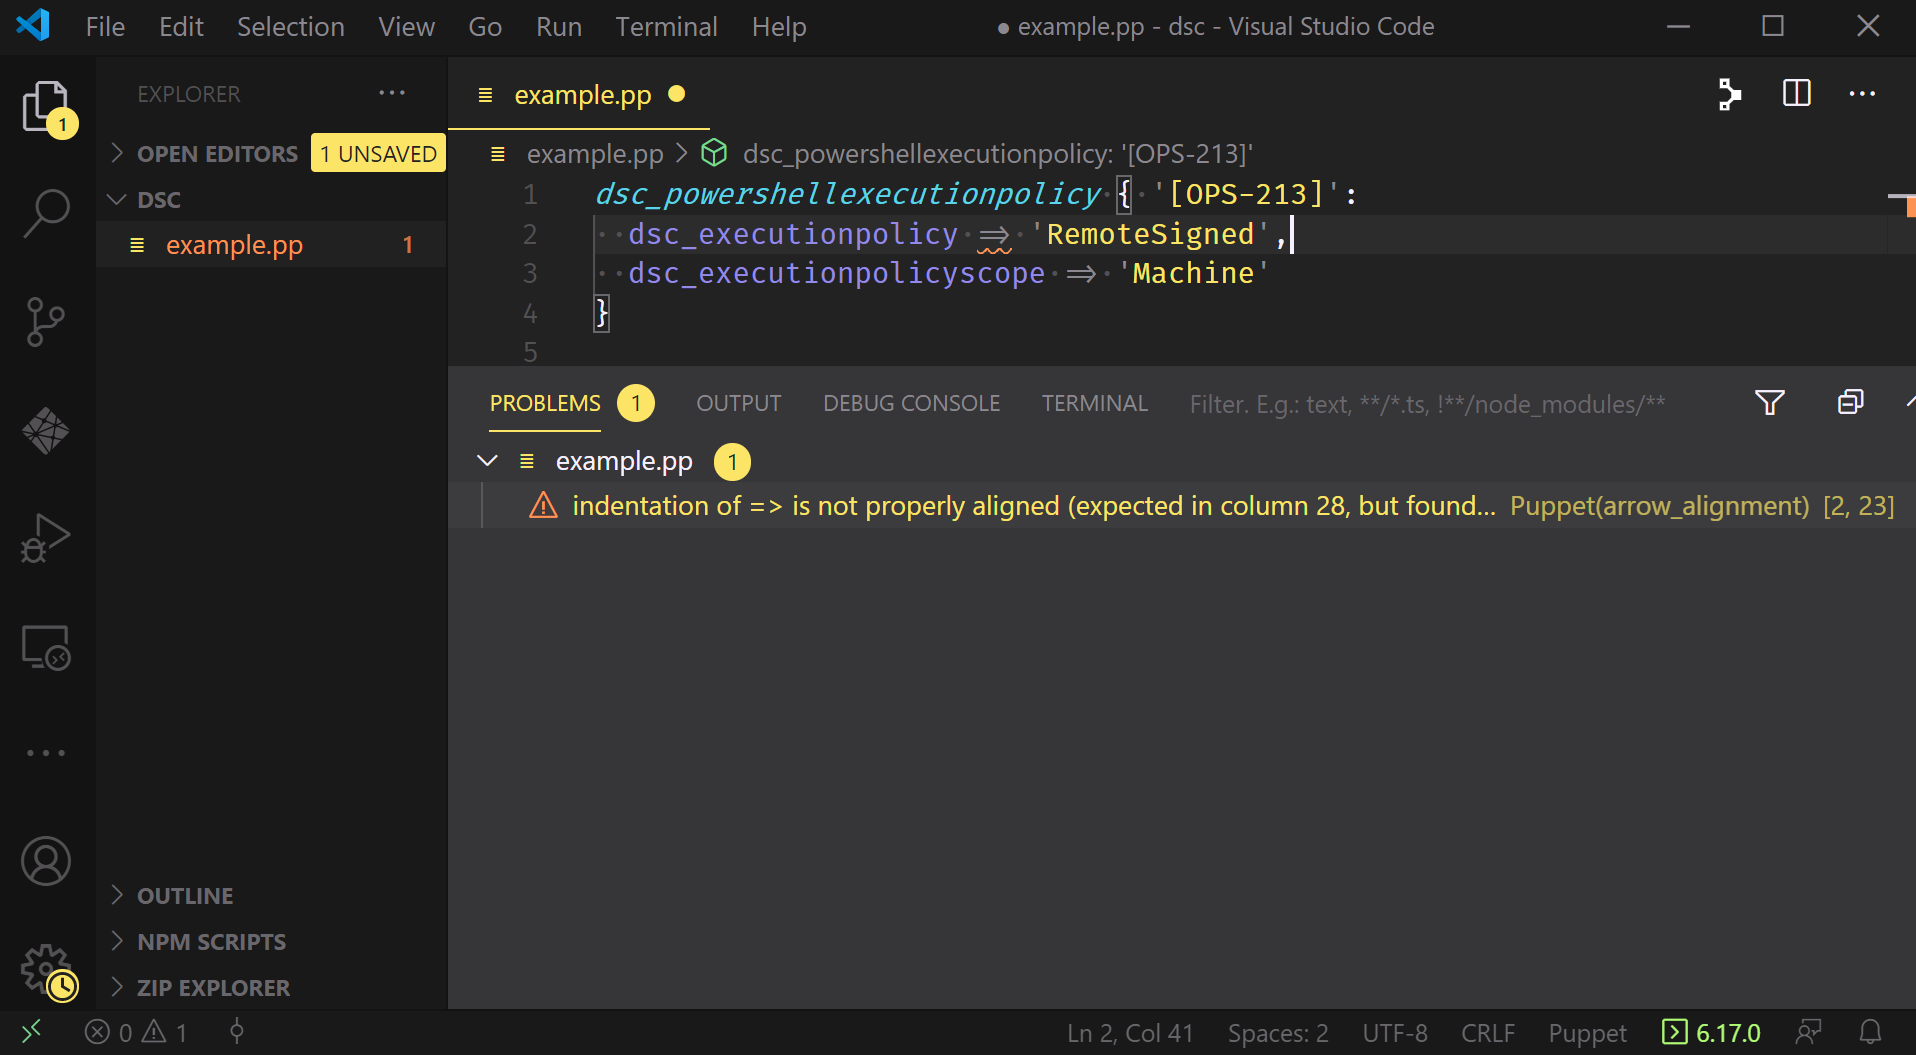 File Edit Selection View Go Run Terminal Help
● example.pp - dsc - Visual Studio Code
1
EXPLORER
OPEN EDITORS 1 UNSAVED
DSC
example.pp 1
OUTLINE
NPM SCRIPTS
ZIP EXPLORER
example.pp ●
example.pp > dsc_powershellexecutionpolicy: '[OPS-213]'
1 dsc_powershellexecutionpolicy { '[OPS-213]':
2 dsc_executionpolicy => 'RemoteSigned',
3 dsc_executionpolicyscope => 'Machine'
4 }
5
PROBLEMS 1 OUTPUT DEBUG CONSOLE TERMINAL Filter. E.g.: text, **/*.ts, !**/node_modules/**
example.pp 1
indentation of => is not properly aligned (expected in column 28, but found... Puppet(arrow_alignment) [2, 23]
0 1 Ln 2, Col 41 Spaces: 2 UTF-8 CRLF Puppet 6.17.0